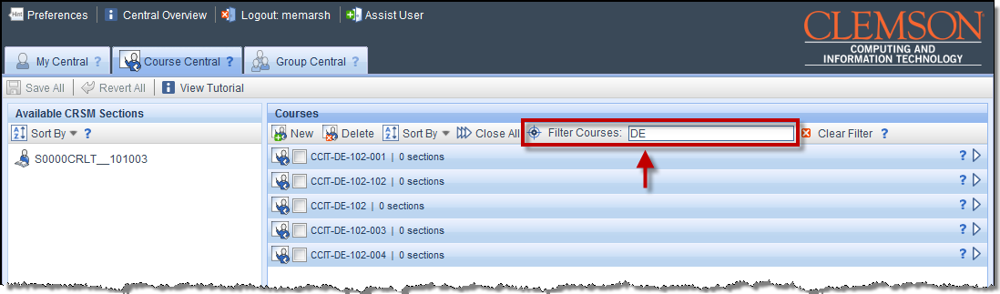 Hint Preferences | i Central Overview | Logout: memarsh | Assist User
CLEMSON
COMPUTING AND
INFORMATION TECHNOLOGY
My Central ? Course Central ? Group Central ?
Save All | Revert All | i View Tutorial
Available CRSM Sections
AZ Sort By ?
S0000CRLT__101003
Courses
New Delete AZ Sort By Close All Filter Courses: DE Clear Filter ?
CCIT-DE-102-001 | 0 sections ?
CCIT-DE-102-102 | 0 sections ?
CCIT-DE-102 | 0 sections ?
CCIT-DE-102-003 | 0 sections ?
CCIT-DE-102-004 | 0 sections ?